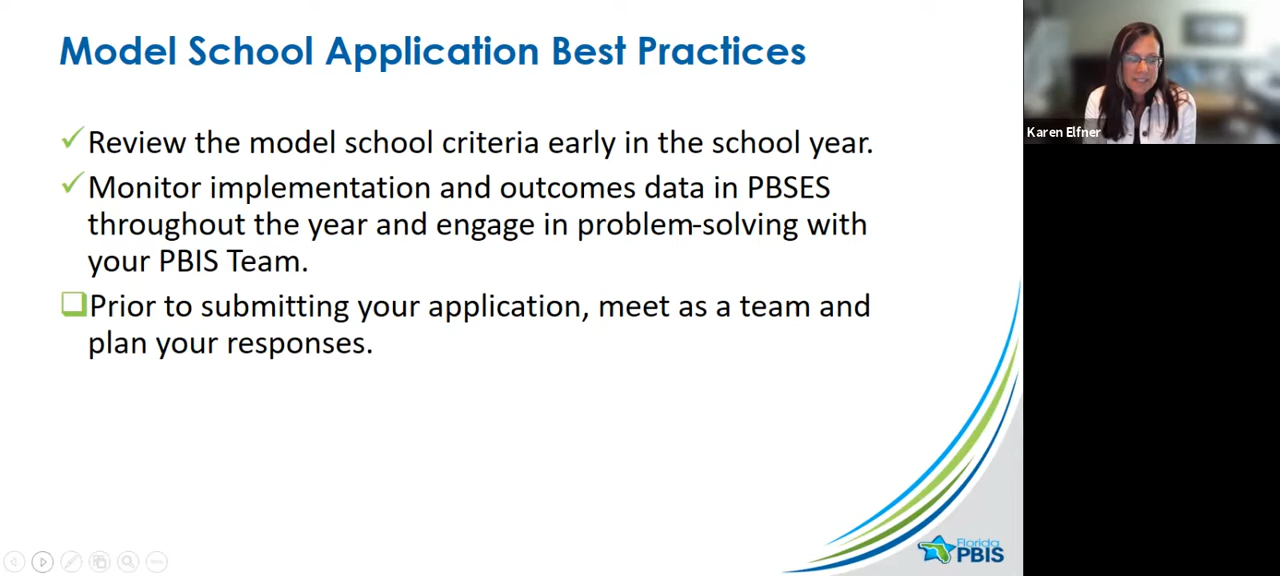 Model School Application Best Practices
Review the model school criteria early in the school year.
Monitor implementation and outcomes data in PBSES
throughout the year and engage in problem-solving with
your PBIS Team.
Prior to submitting your application, meet as a team and
plan your responses.
Karen Elfner
Florida
PBIS